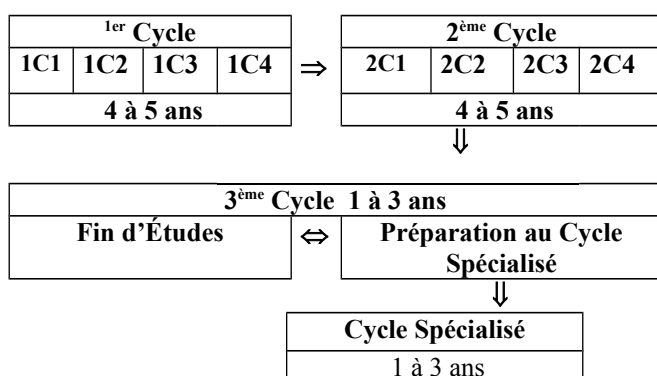 1er Cycle
1C1 1C2 1C3 1C4
4 à 5 ans
⇒
2ème Cycle
2C1 2C2 2C3 2C4
4 à 5 ans
⇓
3ème Cycle 1 à 3 ans
Fin d’Études ⇔ Préparation au Cycle
Spécialisé
⇓
Cycle Spécialisé
1 à 3 ans